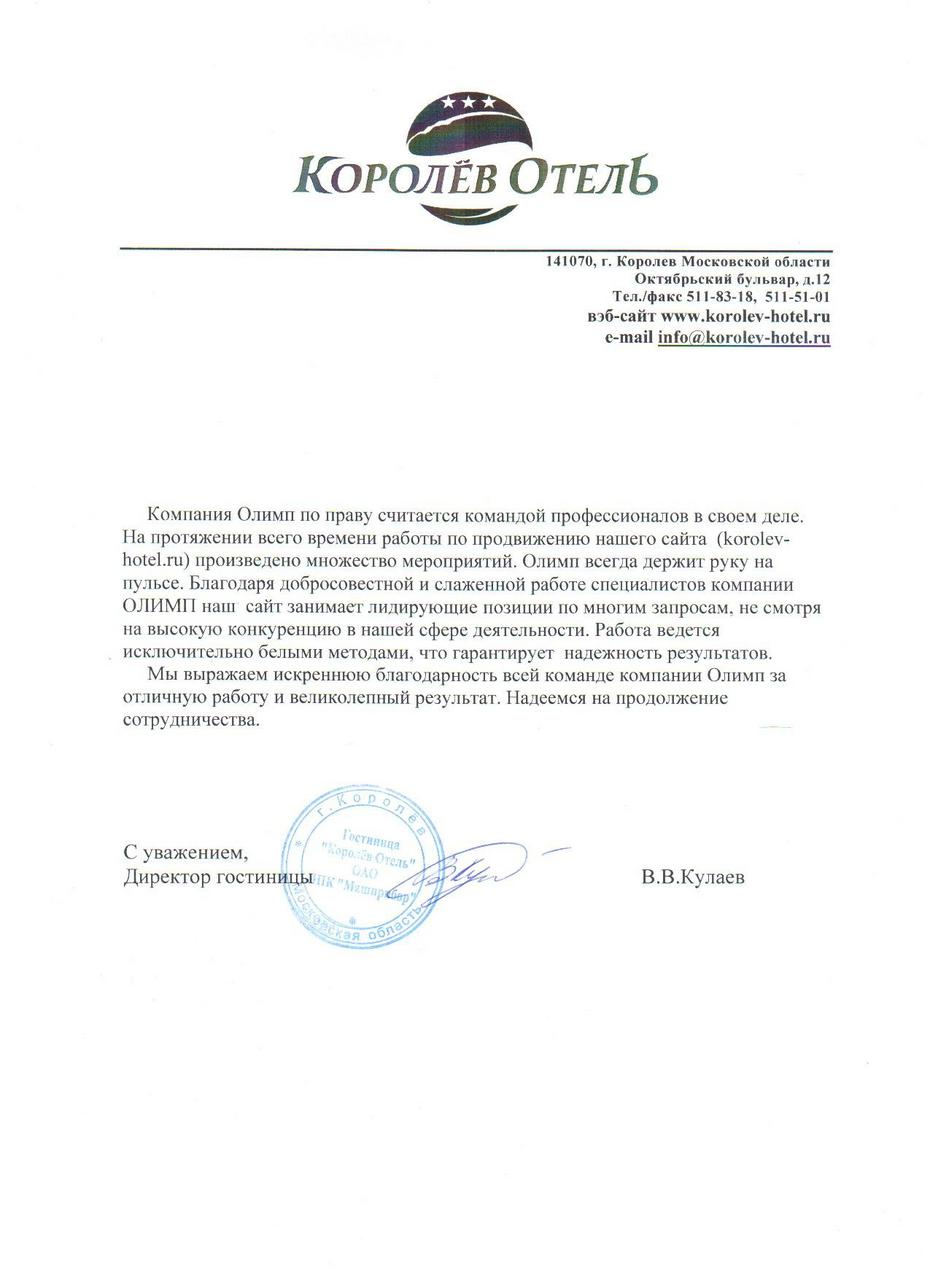 КОРОЛЁВ ОТЕЛЬ
141070, г. Королев Московской области
Октябрьский бульвар, д.12
Тел./факс 511-83-18, 511-51-01
вэб-сайт www.korolev-hotel.ru
e-mail info@korolev-hotel.ru
Компания Олимп по праву считается командой профессионалов в своем деле.
На протяжении всего времени работы по продвижению нашего сайта (korolev-
hotel.ru) произведено множество мероприятий. Олимп всегда держит руку на
пульсе. Благодаря добросовестной и слаженной работе специалистов компании
ОЛИМП наш сайт занимает лидирующие позиции по многим запросам, не смотря
на высокую конкуренцию в нашей сфере деятельности. Работа ведется
исключительно белыми методами, что гарантирует надежность результатов.
Мы выражаем искреннюю благодарность всей команде компании Олимп за
отличную работу и великолепный результат. Надеемся на продолжение
сотрудничества.
С уважением,
Директор гостиницы
В.В.Кулаев
г. Королёв
Гостиница
"Королёв Отель"
ОАО
НПК "Машприбор"
Московская область